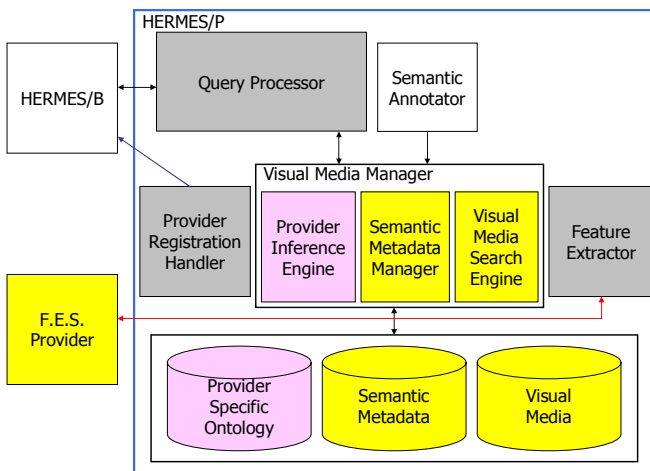 HERMES/P
Query Processor
Semantic
Annotator
HERMES/B
Visual Media Manager
Provider
Registration
Handler
Provider
Inference
Engine
Semantic
Metadata
Manager
Visual
Media
Search
Engine
Feature
Extractor
F.E.S.
Provider
Provider
Specific
Ontology
Semantic
Metadata
Visual
Media